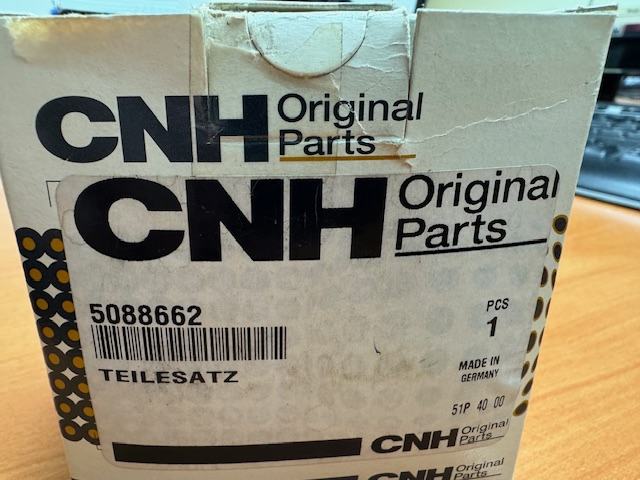 CNH Original
Parts
CNH Original
Parts
5088662
PCS
1
TEILESATZ
MADE IN
GERMANY
51P 40 00
CNH Original
Parts
CNH Original
Parts